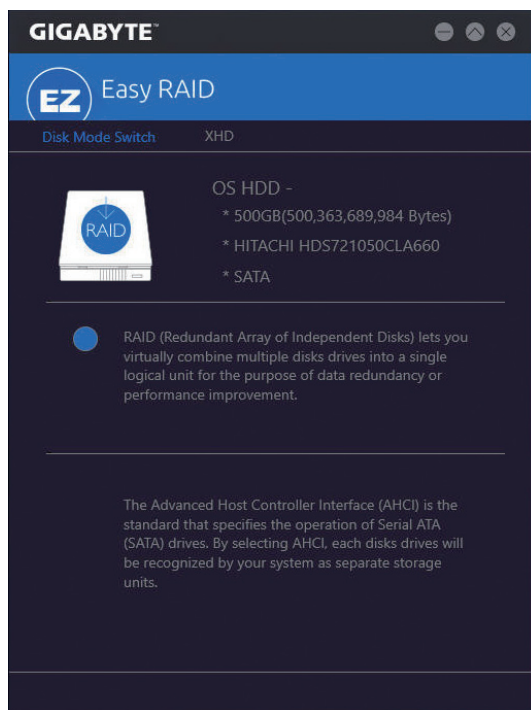 GIGABYTE™
EZ Easy RAID
Disk Mode Switch XHD
OS HDD -
RAID
* 500GB(500,363,689,984 Bytes)
* HITACHI HDS721050CLA660
* SATA
RAID (Redundant Array of Independent Disks) lets you
virtually combine multiple disks drives into a single
logical unit for the purpose of data redundancy or
performance improvement.
The Advanced Host Controller Interface (AHCI) is the
standard that specifies the operation of Serial ATA
(SATA) drives. By selecting AHCI, each disks drives will
be recognized by your system as separate storage
units.